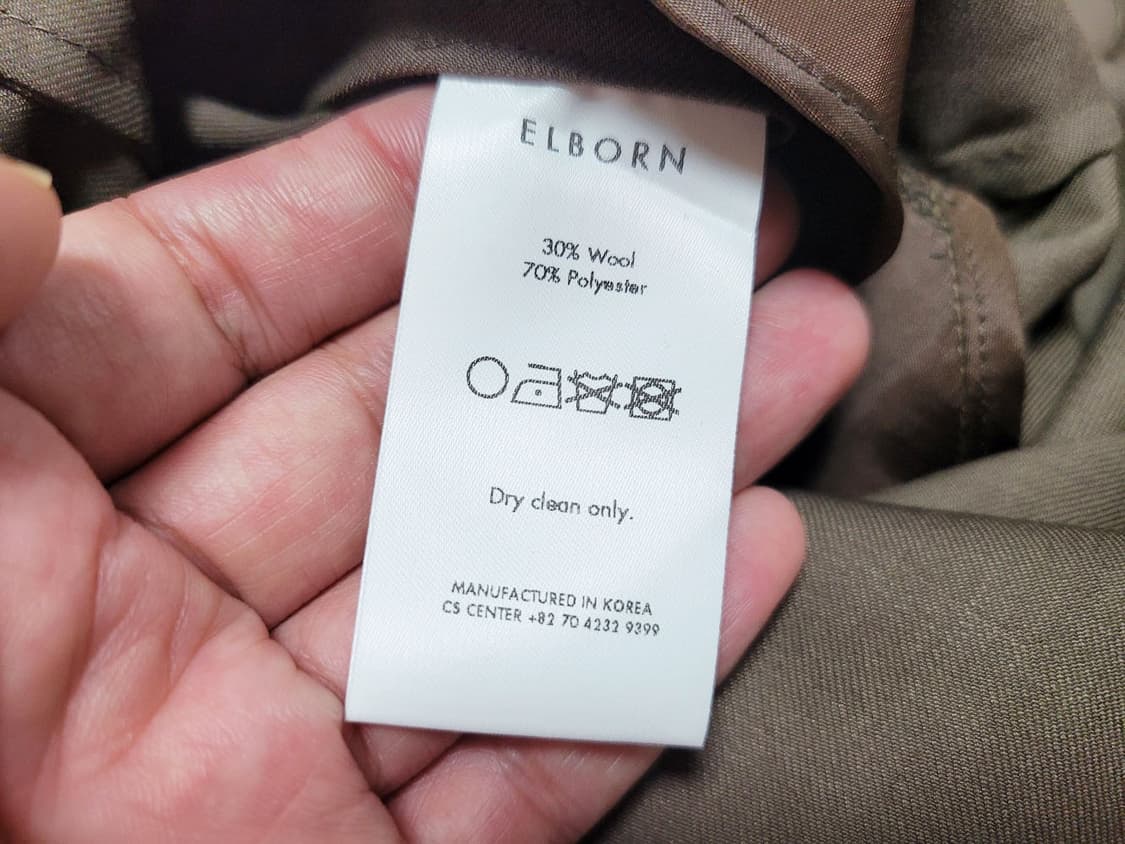 ELBORN
30% Wool
70% Polyester
Dry clean only.
MANUFACTURED IN KOREA
CS CENTER +82 70 4232 9399